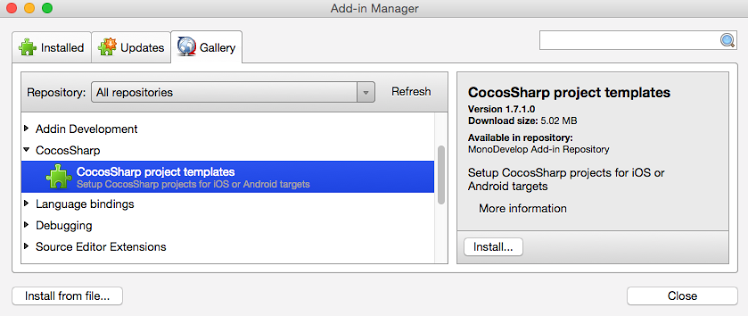 Add-in Manager
Installed
Updates
Gallery
Repository: All repositories
Refresh
Addin Development
CocosSharp
CocosSharp project templates
Setup CocosSharp projects for iOS or Android targets
Language bindings
Debugging
Source Editor Extensions
CocosSharp project templates
Version 1.7.1.0
Download size: 5.02 MB
Available in repository:
MonoDevelop Add-in Repository
Setup CocosSharp projects for iOS or
Android targets
More information
Install...
Install from file...
Close